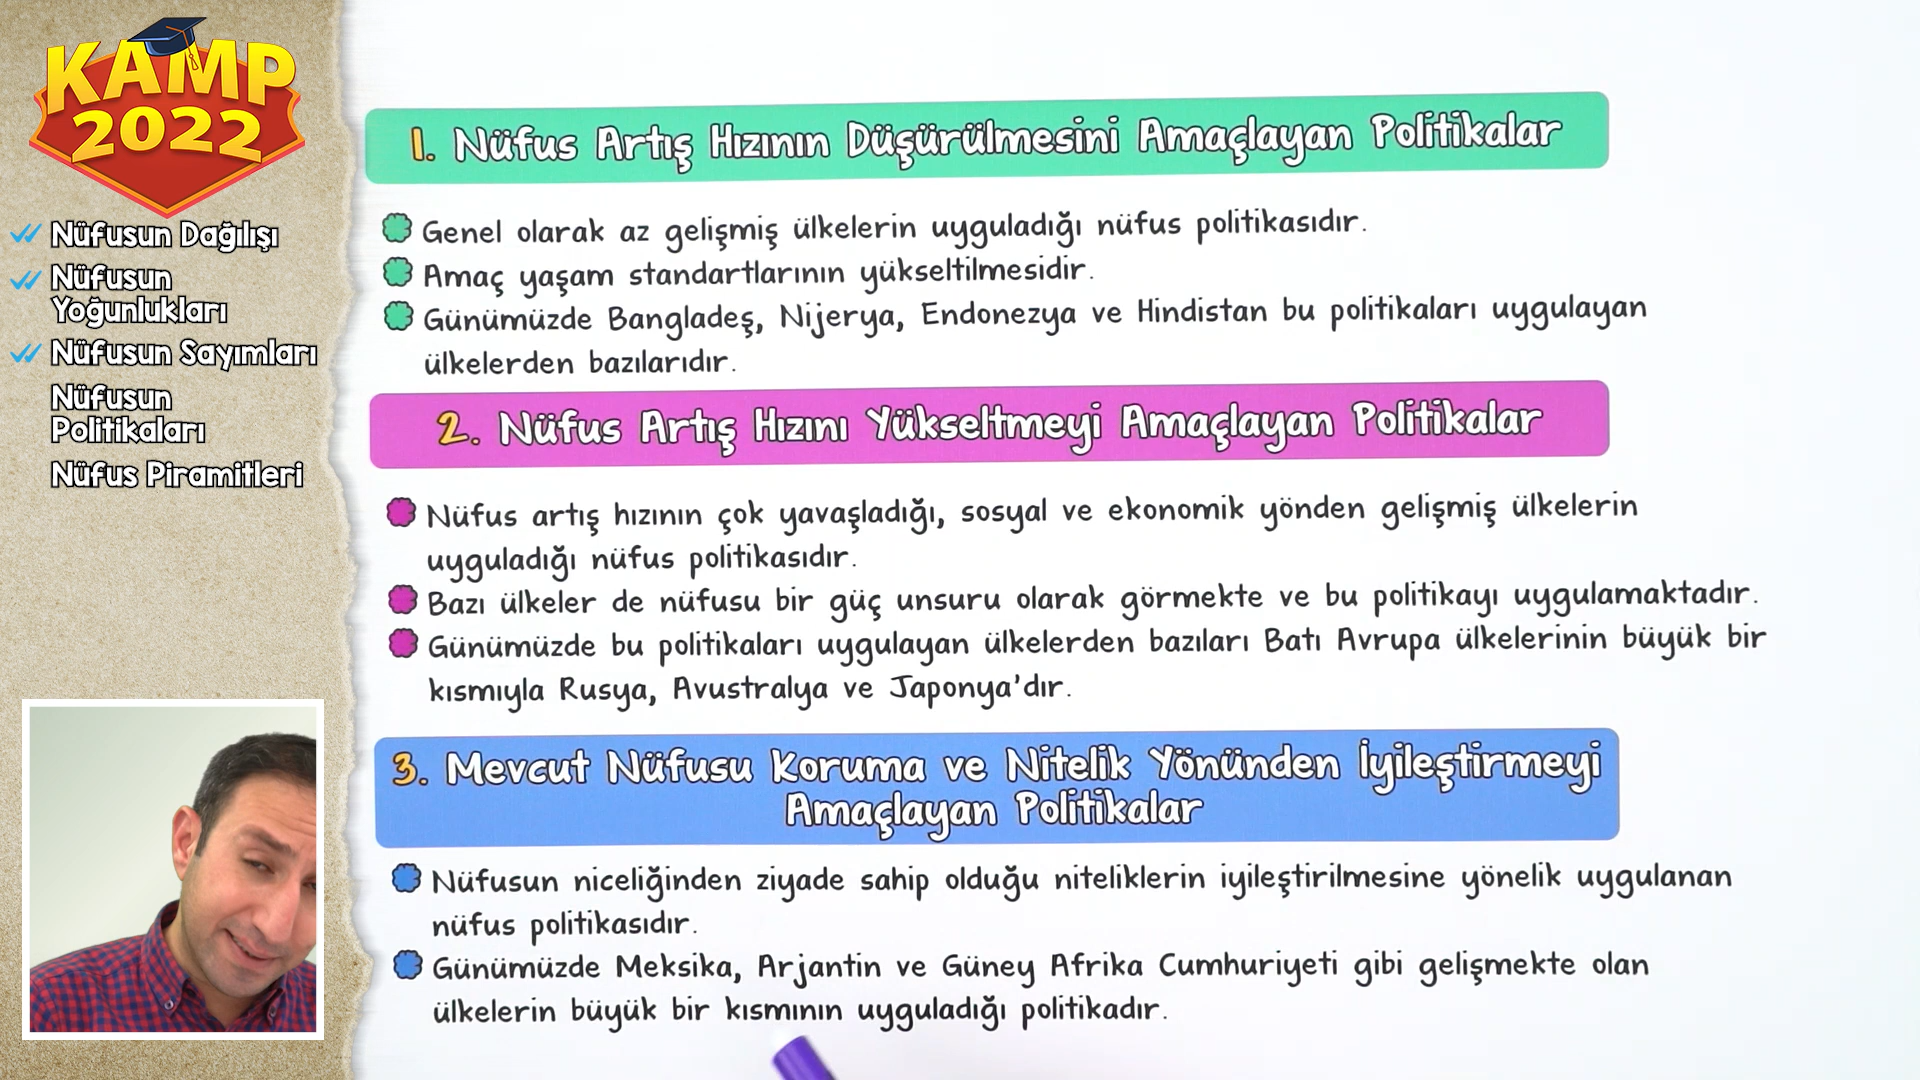 KAMP
2022
Nüfusun Dağılışı
Nüfusun
Yoğunlukları
Nüfusun Sayımları
Nüfusun
Politikaları
Nüfus Piramitleri
1. Nüfus Artış Hızının Düşürülmesini Amaçlayan Politikalar
Genel olarak az gelişmiş ülkelerin uyguladığı nüfus politikasıdır.
Amaç yaşam standartlarının yükseltilmesidir.
Günümüzde Bangladeş, Nijerya, Endonezya ve Hindistan bu politikaları uygulayan
ülkelerden bazılarıdır.
2. Nüfus Artış Hızını Yükseltmeyi Amaçlayan Politikalar
Nüfus artış hızının çok yavaşladığı, sosyal ve ekonomik yönden gelişmiş ülkelerin
uyguladığı nüfus politikasıdır.
Bazı ülkeler de nüfusu bir güç unsuru olarak görmekte ve bu politikayı uygulamaktadır.
Günümüzde bu politikaları uygulayan ülkelerden bazıları Batı Avrupa ülkelerinin büyük bir
kısmıyla Rusya, Avustralya ve Japonya'dır.
3. Mevcut Nüfusu Koruma ve Nitelik Yönünden İyileştirmeyi
Amaçlayan Politikalar
Nüfusun niceliğinden ziyade sahip olduğu niteliklerin iyileştirilmesine yönelik uygulanan
nüfus politikasıdır.
Günümüzde Meksika, Arjantin ve Güney Afrika Cumhuriyeti gibi gelişmekte olan
ülkelerin büyük bir kısmının uyguladığı politikadır.